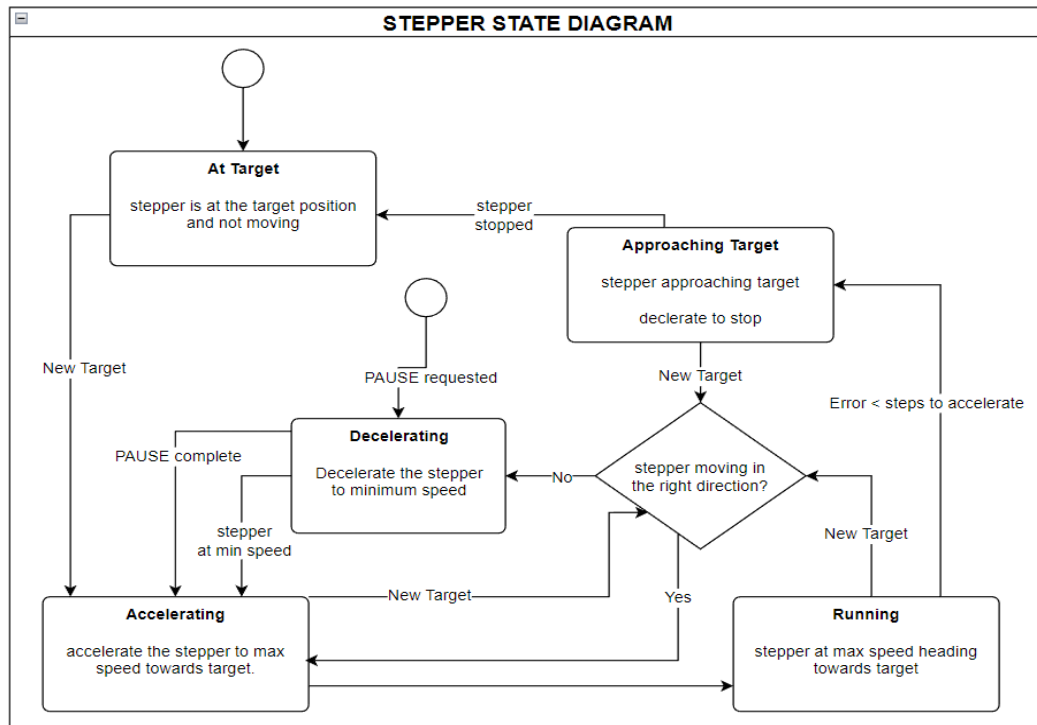 STEPPER STATE DIAGRAM
At Target
stepper is at the target position
and not moving
stepper
stopped
Approaching Target
stepper approaching target
declerate to stop
New Target
New Target
PAUSE requested
Error < steps to accelerate
Decelerating
Decelerate the stepper
to minimum speed
PAUSE complete
No
stepper moving in
the right direction?
stepper
at min speed
New Target
New Target
Yes
Accelerating
accelerate the stepper to max
speed towards target.
Running
stepper at max speed heading
towards target